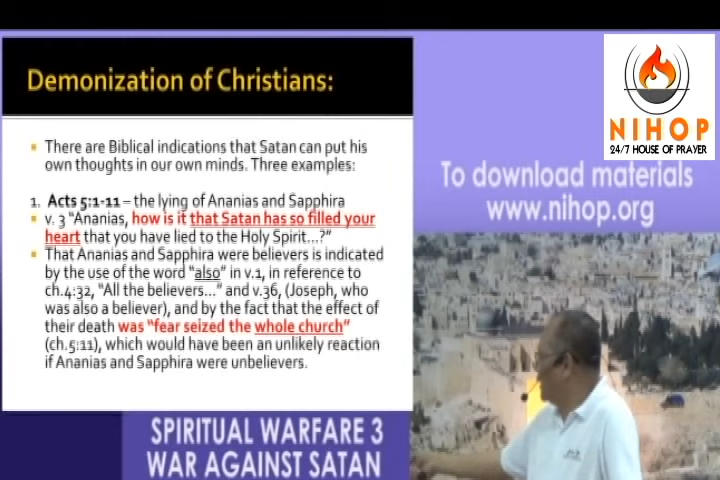 Demonization of Christians:
There are Biblical indications that Satan can put his
own thoughts in our own minds. Three examples:
1. Acts 5:1-11 – the lying of Ananias and Sapphira
v. 3 “Ananias, how is it that Satan has so filled your
heart that you have lied to the Holy Spirit...?”
That Ananias and Sapphira were believers is indicated
by the use of the word “also” in v.1, in reference to
ch.4:32, “All the believers...” and v.36, (Joseph, who
was also a believer), and by the fact that the effect of
their death was “fear seized the whole church”
(ch.5:11), which would have been an unlikely reaction
if Ananias and Sapphira were unbelievers.
NIHOP
24/7 HOUSE OF PRAYER
To download materials
www.nihop.org
SPIRITUAL WARFARE 3
WAR AGAINST SATAN